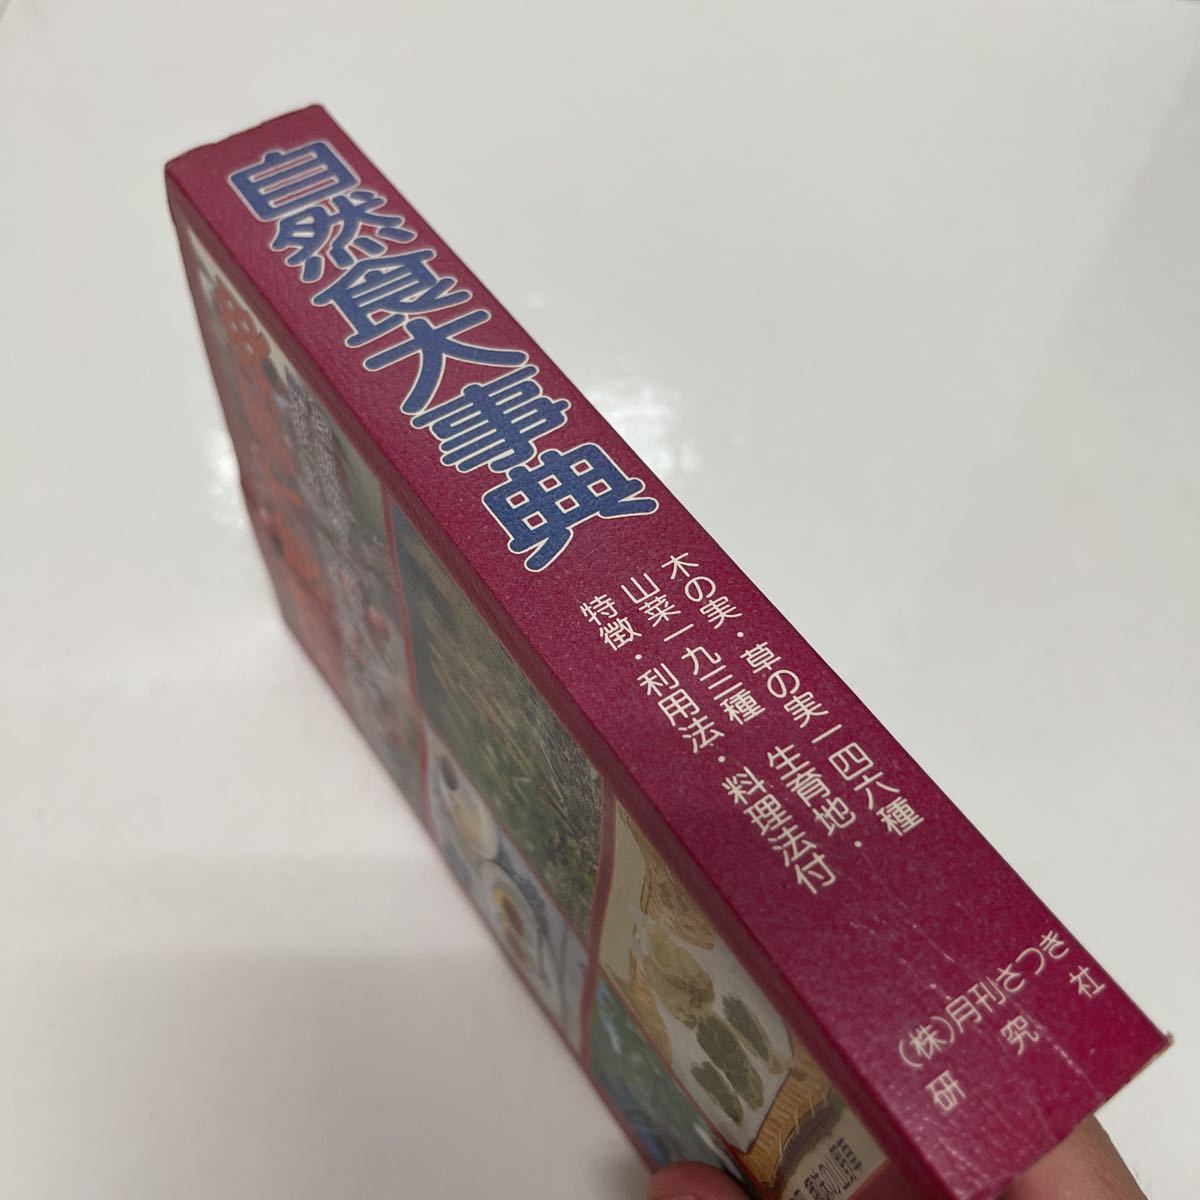 自然食大事典
木の実・草の実一四六種
山菜一九三種 生育地・
特徴・利用法・料理法付
(株)月刊さつき
研究社